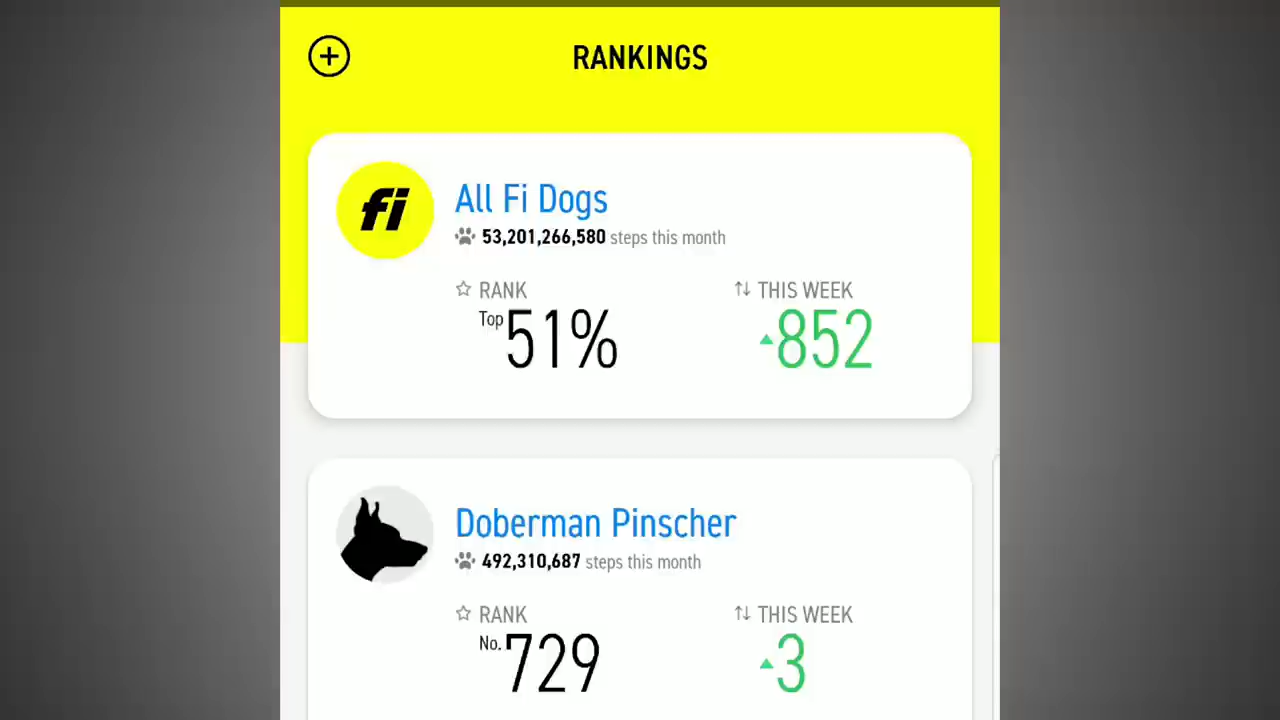 RANKINGS
fi
All Fi Dogs
53,201,266,580 steps this month
RANK
THIS WEEK
Top 51%
852
Doberman Pinscher
492,310,687 steps this month
RANK
THIS WEEK
No. 729
3